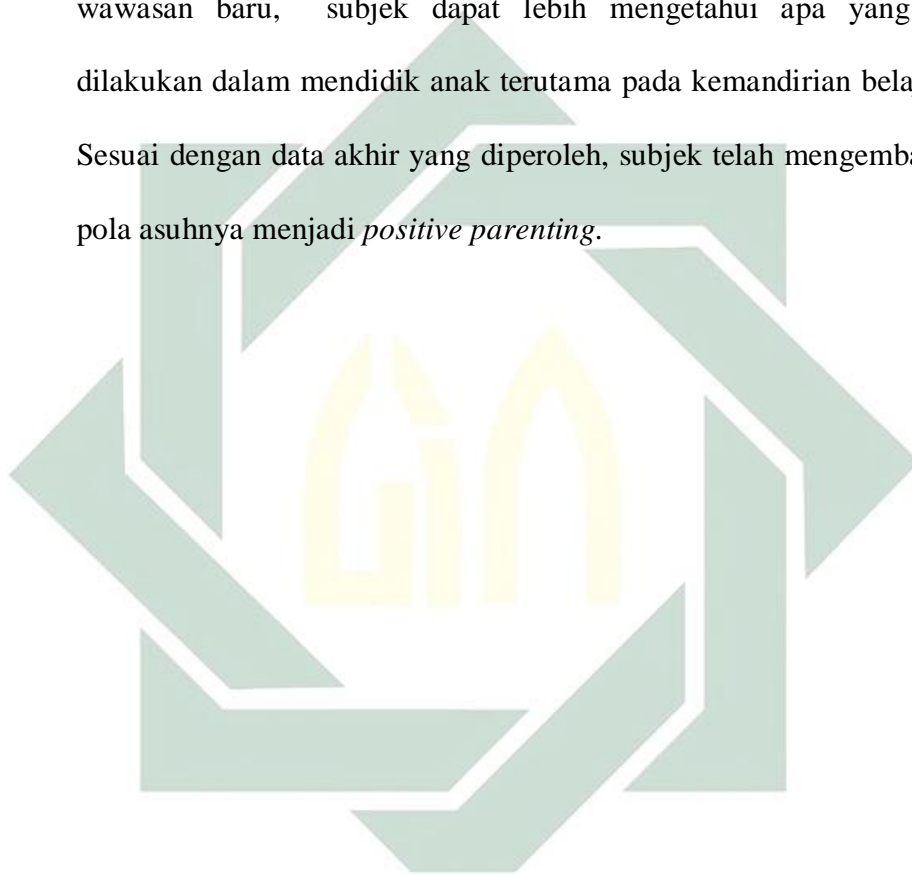 wawasan baru, subjek dapat lebih mengetahui apa yang
dilakukan dalam mendidik anak terutama pada kemandirian
Sesuai dengan data akhir yang diperoleh, subjek telah
pola asuhnya menjadi positive parenting.